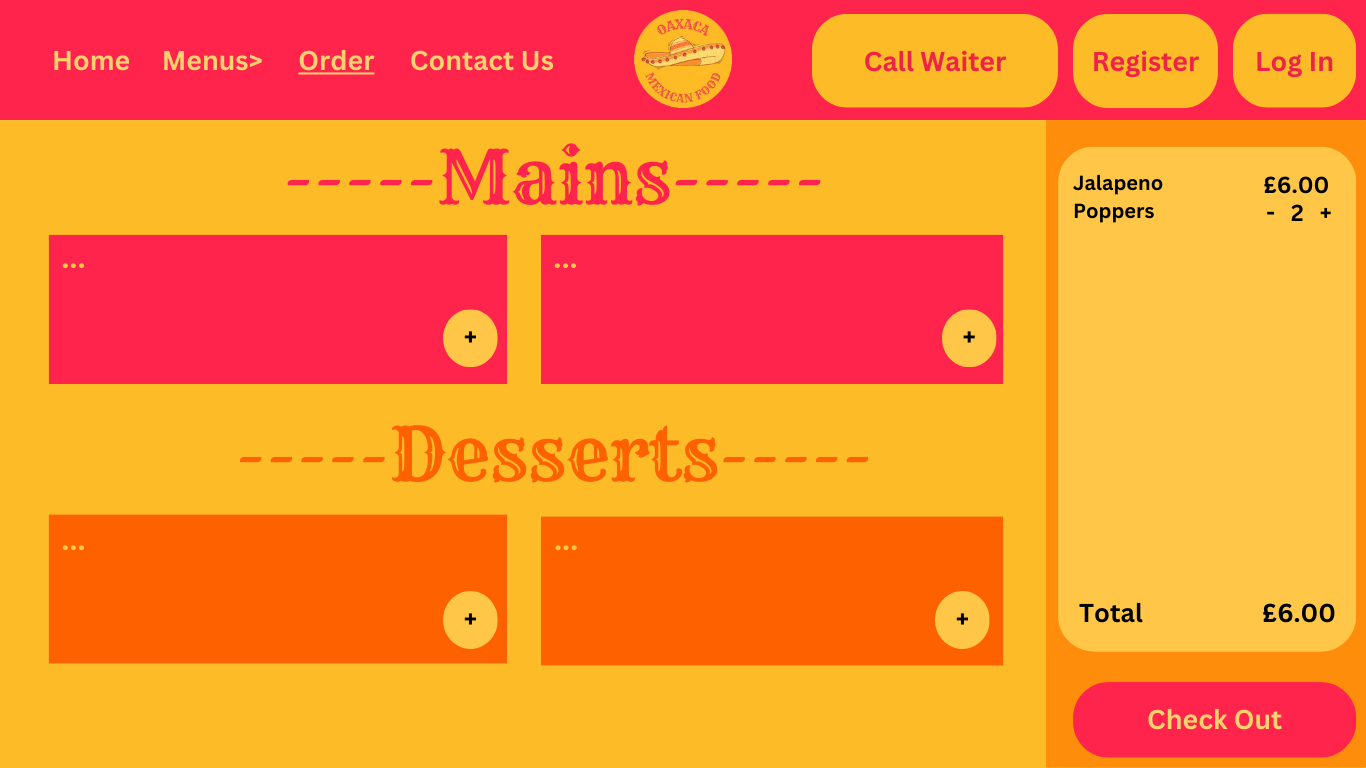 Home Menus> Order Contact Us
OAXACA
MEXICAN FOOD
Call Waiter
Register
Log In
-----Mains-----
...
+
...
+
-----Desserts-----
...
+
...
+
Jalapeno £6.00
Poppers - 2 +
Total £6.00
Check Out